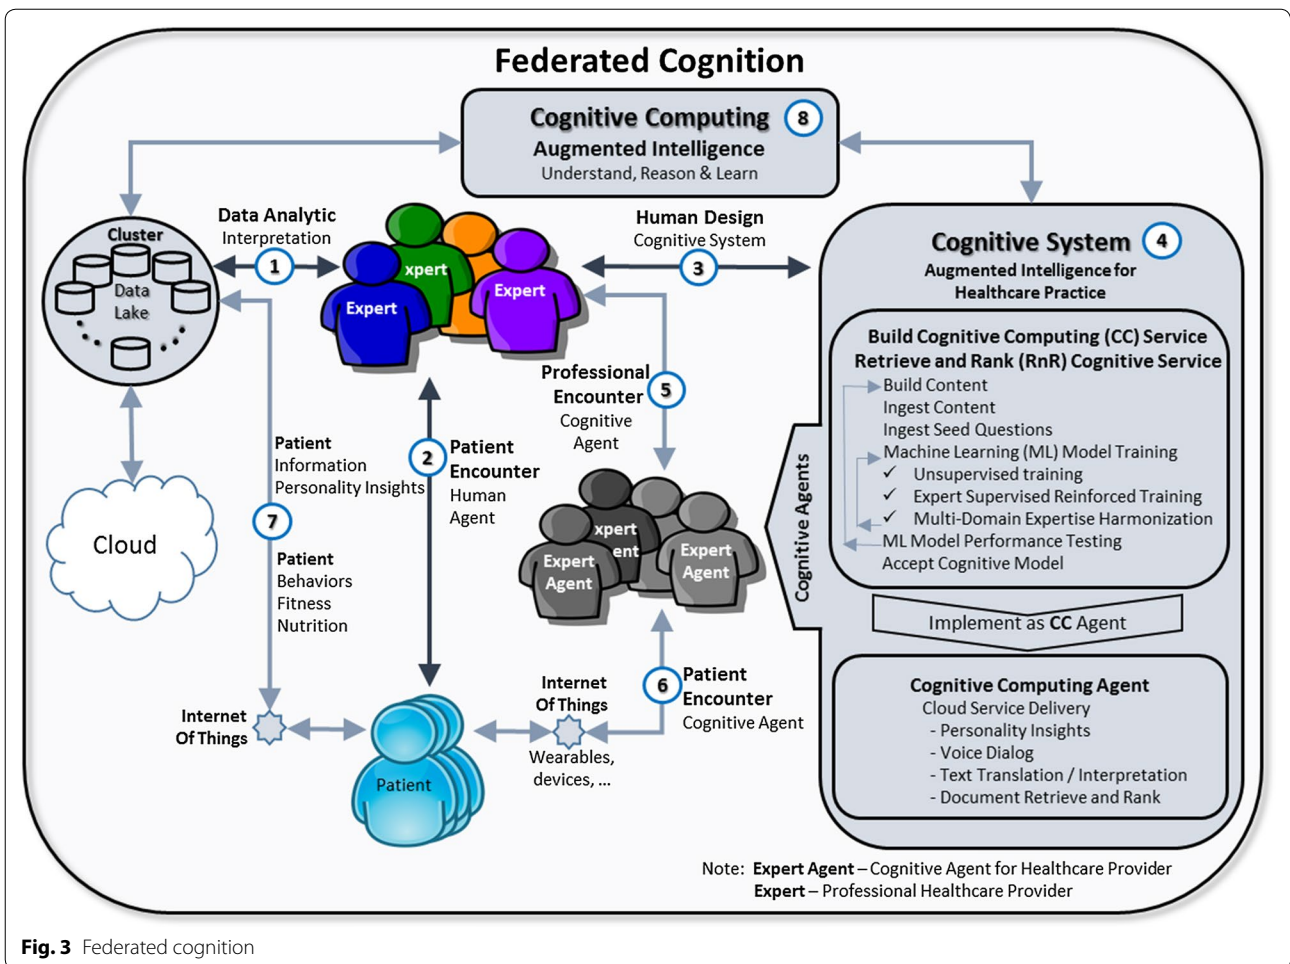 Federated Cognition
Cognitive Computing 8
Augmented Intelligence
Understand, Reason & Learn
Data Analytic
Interpretation
1
Human Design
Cognitive System
3
Cluster
Data
Lake
xpert
Expert
Expert
Cognitive System 4
Augmented Intelligence for
Healthcare Practice
Build Cognitive Computing (CC) Service
Retrieve and Rank (RnR) Cognitive Service
Build Content
Ingest Content
Ingest Seed Questions
Machine Learning (ML) Model Training
✓ Unsupervised training
✓ Expert Supervised Reinforced Training
✓ Multi-Domain Expertise Harmonization
ML Model Performance Testing
Accept Cognitive Model
Implement as CC Agent
Cognitive Computing Agent
Cloud Service Delivery
- Personality Insights
- Voice Dialog
- Text Translation / Interpretation
- Document Retrieve and Rank
Cognitive Agents
Professional
Encounter
Cognitive
Agent
5
2
Patient
Encounter
Human
Agent
Patient
Information
Personality Insights
7
Patient
Behaviors
Fitness
Nutrition
Cloud
xpert
ent
Expert
Agent
Expert
Agent
6
Patient
Encounter
Cognitive Agent
Internet
Of Things
Internet
Of Things
Wearables,
devices, ...
Patient
Note: Expert Agent – Cognitive Agent for Healthcare Provider
Expert – Professional Healthcare Provider
Fig. 3 Federated cognition